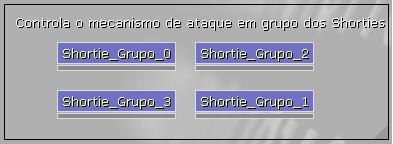 Controla o mecanismo de ataque em grupo dos Shorties
Shortie_Grupo_0
Shortie_Grupo_2
Shortie_Grupo_3
Shortie_Grupo_1